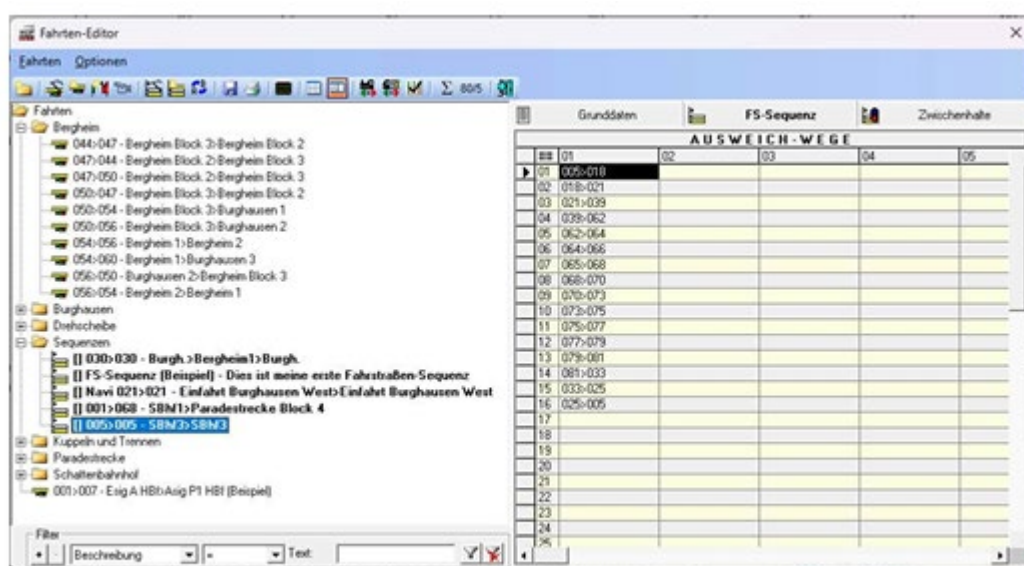 Fahrten-Editor
Fahrten Optionen
Σ 80/5
Fahrten
Bergheim
044>047 - Bergheim Block 3>Bergheim Block 2
047>044 - Bergheim Block 2>Bergheim Block 3
047>050 - Bergheim Block 2>Bergheim Block 3
050>047 - Bergheim Block 3>Bergheim Block 2
050>054 - Bergheim Block 3>Burghausen 1
050>056 - Bergheim Block 3>Burghausen 2
054>056 - Bergheim 1>Bergheim 2
054>060 - Bergheim 1>Burghausen 3
056>050 - Burghausen 2>Bergheim Block 3
056>054 - Bergheim 2>Bergheim 1
Burghausen
Drehscheibe
Sequenzen
[] 030>030 - Burgh.>Bergheim1>Burgh.
[] FS-Sequenz (Beispiel) - Dies ist meine erste Fahrstraßen-Sequenz
[] Navi 021>021 - Einfahrt Burghausen West>Einfahrt Burghausen West
[] 001>068 - SBhf1>Paradestrecke Block 4
[] 005>005 - SBhf3>SBhf3
Kuppeln und Trennen
Paradestrecke
Schattenbahnhof
001>007 - Esig A HBf>Asig P1 HBf (Beispiel)
Filter
+ - Beschreibung = Text:
Grunddaten FS-Sequenz Zwischenhalte
AUSWEICH-WEGE
## 01 02 03 04 05
01 005>018
02 018>021
03 021>039
04 039>062
05 062>064
06 064>066
07 065>068
08 068>070
09 070>073
10 073>075
11 075>077
12 077>079
13 079>081
14 081>033
15 033>025
16 025>005
17
18
19
20
21
22
23
24
25